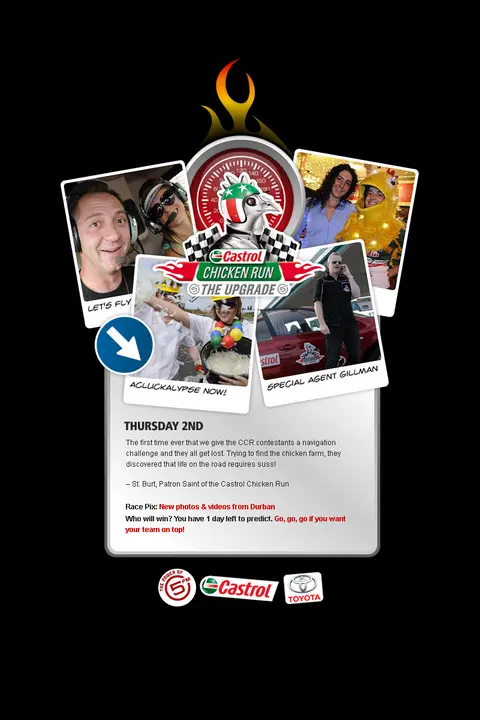 Castrol
CHICKEN RUN
5 THE UPGRADE 5
LET'S FLY
ACLUCKALYPSE NOW!
SPECIAL AGENT GILLMAN
THURSDAY 2ND
The first time ever that we give the CCR contestants a navigation
challenge and they all get lost. Trying to find the chicken farm, they
discovered that life on the road requires suss!
– St. Burt, Patron Saint of the Castrol Chicken Run
Race Pix: New photos & videos from Durban
Who will win? You have 1 day left to predict. Go, go, go if you want
your team on top!
THE POWER OF 5FM
Castrol
TOYOTA